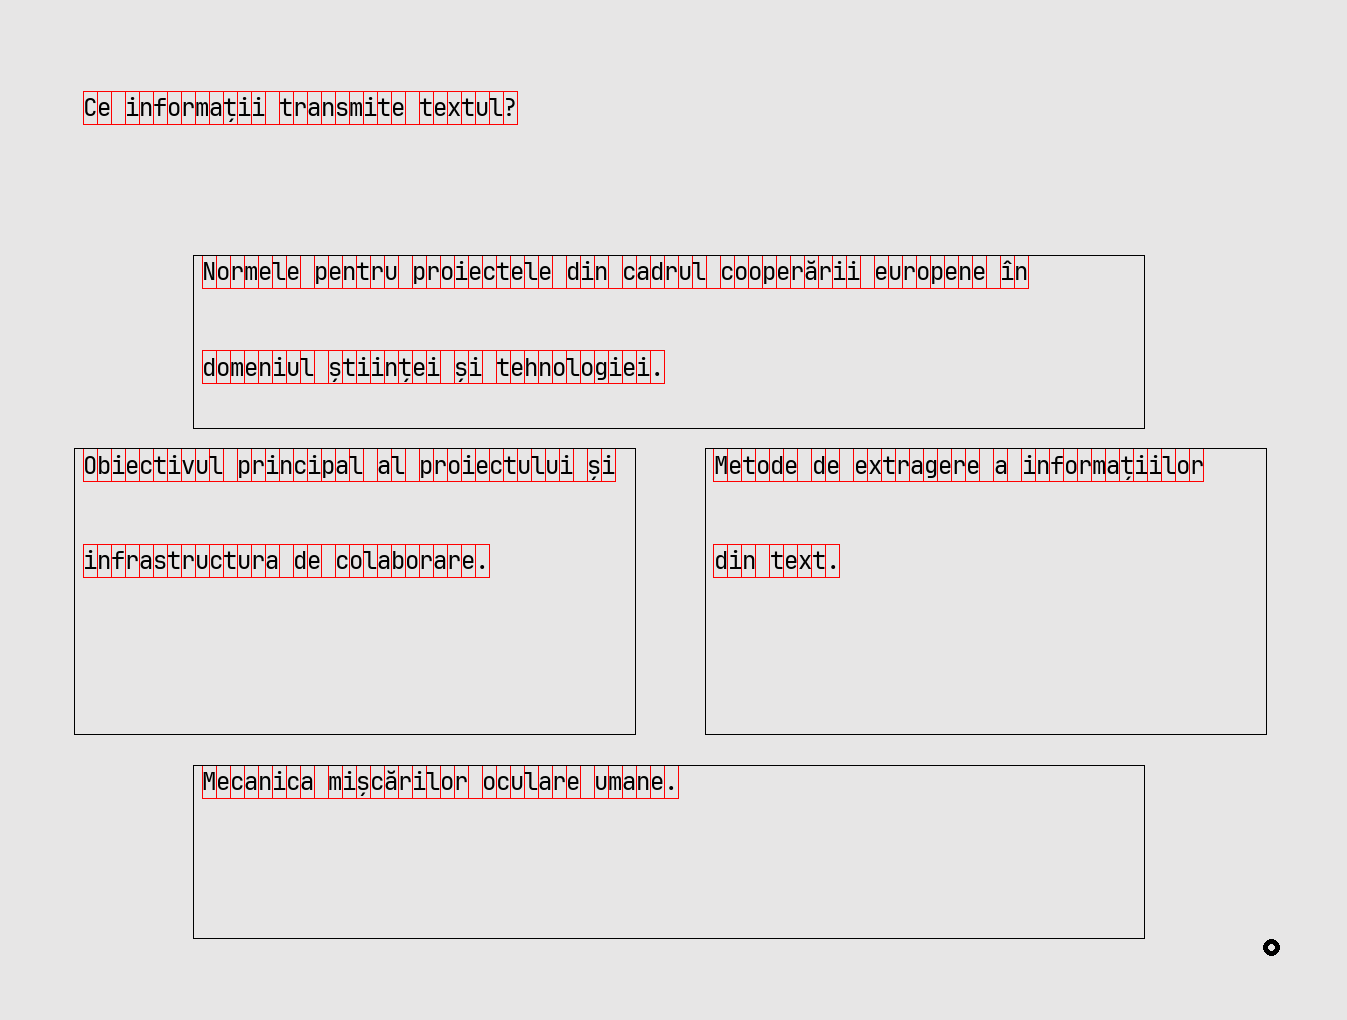 Ce informații transmite textul?
Normele pentru proiectele din cadrul cooperării europene în
domeniul științei și tehnologiei.
Obiectivul principal al proiectului și
infrastructura de colaborare.
Metode de extragere a informațiilor
din text.
Mecanica mișcărilor oculare umane.